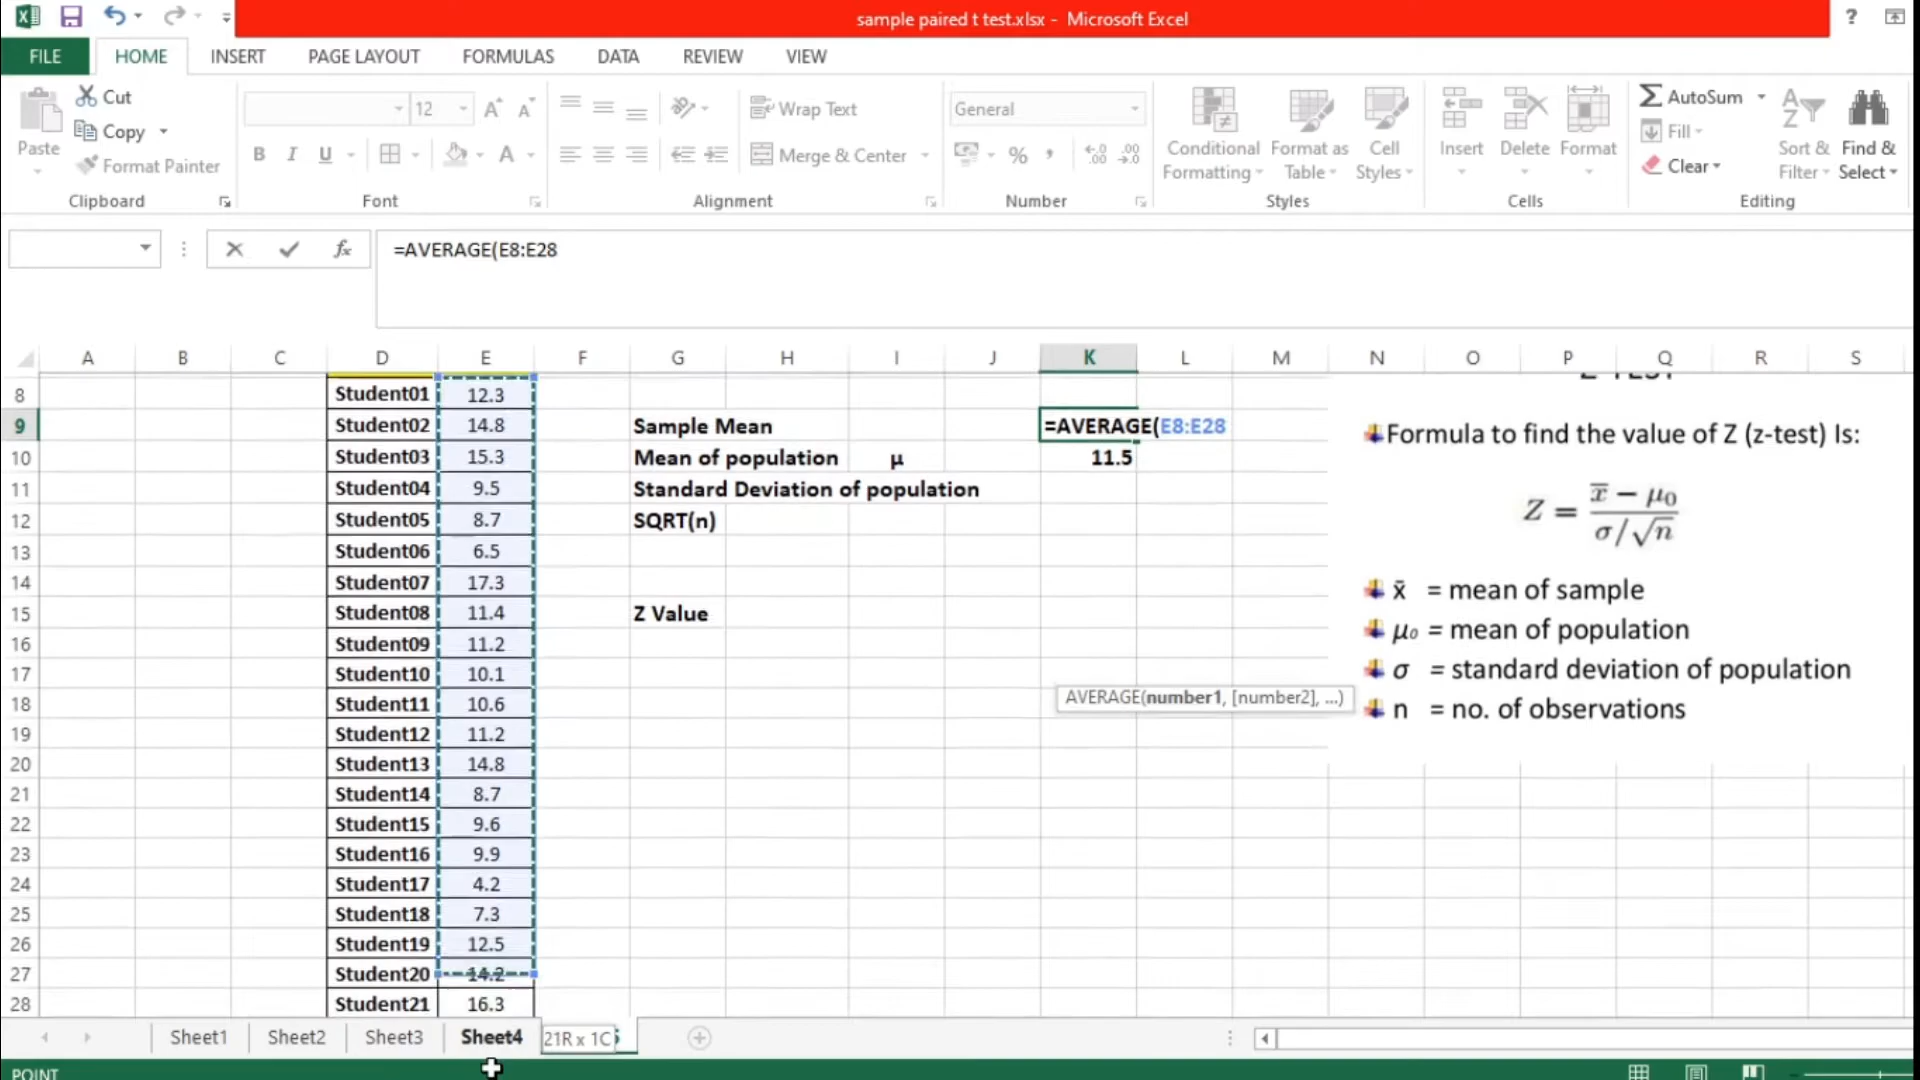 sample paired t test.xlsx - Microsoft Excel
?
FILE HOME INSERT PAGE LAYOUT FORMULAS DATA REVIEW VIEW
Paste
Cut
Copy
Format Painter
Clipboard
12
A A
B I U
A
Font
Wrap Text
Merge & Center
Alignment
General
%
Number
Conditional Formatting
Format as Table
Cell Styles
Styles
Insert
Delete
Format
Cells
AutoSum
Fill
Clear
Sort & Filter
Find & Select
Editing
fx
=AVERAGE(E8:E28
A B C D E F G H I J K L M N O P Q R S
8 Student01 12.3
9 Student02 14.8 Sample Mean =AVERAGE(E8:E28
10 Student03 15.3 Mean of population μ 11.5
11 Student04 9.5 Standard Deviation of population
12 Student05 8.7 SQRT(n)
13 Student06 6.5
14 Student07 17.3
15 Student08 11.4 Z Value
16 Student09 11.2
17 Student10 10.1
18 Student11 10.6
19 Student12 11.2
20 Student13 14.8
21 Student14 8.7
22 Student15 9.6
23 Student16 9.9
24 Student17 4.2
25 Student18 7.3
26 Student19 12.5
27 Student20 14.2
28 Student21 16.3
AVERAGE(number1, [number2], ...)
Z-TEST
Formula to find the value of Z (z-test) Is:
Z = (x̄ − μ0) / (σ/√n)
x̄ = mean of sample
μ0 = mean of population
σ = standard deviation of population
n = no. of observations
Sheet1 Sheet2 Sheet3 Sheet4 21R x 1C
POINT